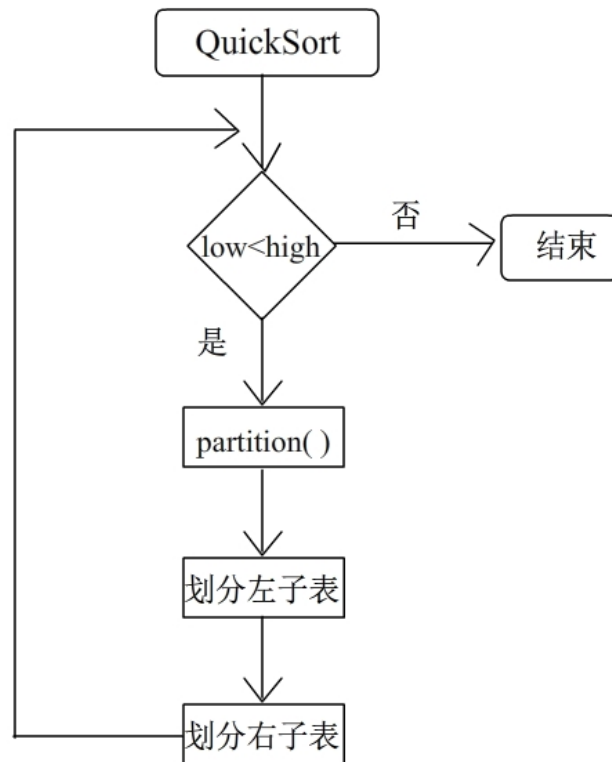 QuickSort
low<high
否
结束
是
partition( )
划分左子表
划分右子表